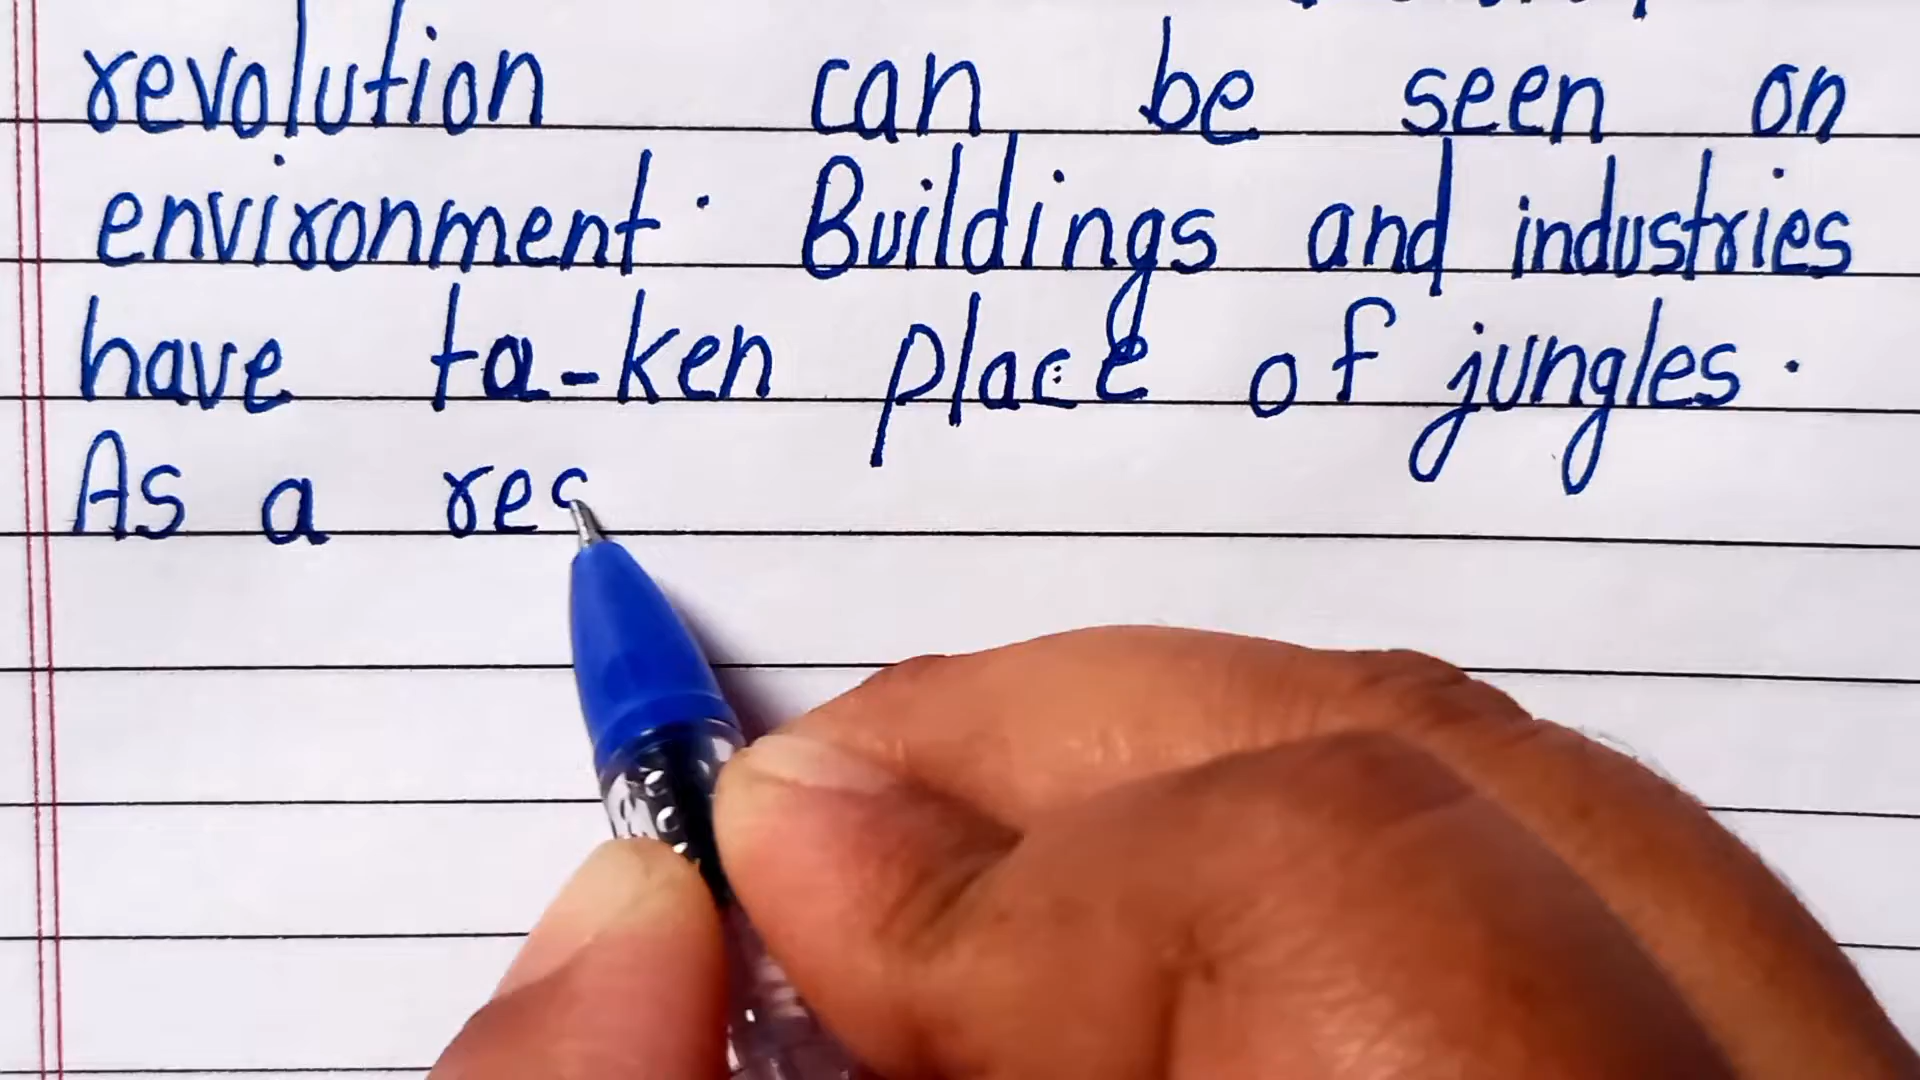 revolution can be seen on
environment. Buildings and industries
have ta-ken place of jungles.
As a res